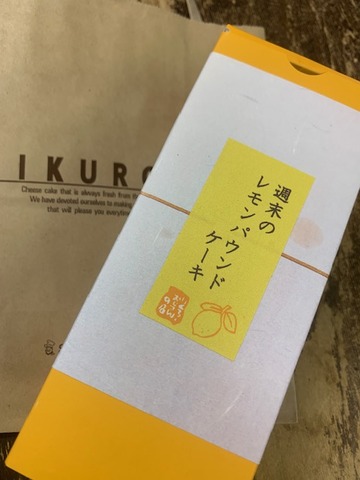 IKURO
Cheese cake that is always fresh from the
We have devoted ourselves to making
that will please you everytime
週末の
レモンパウンド
ケーキ